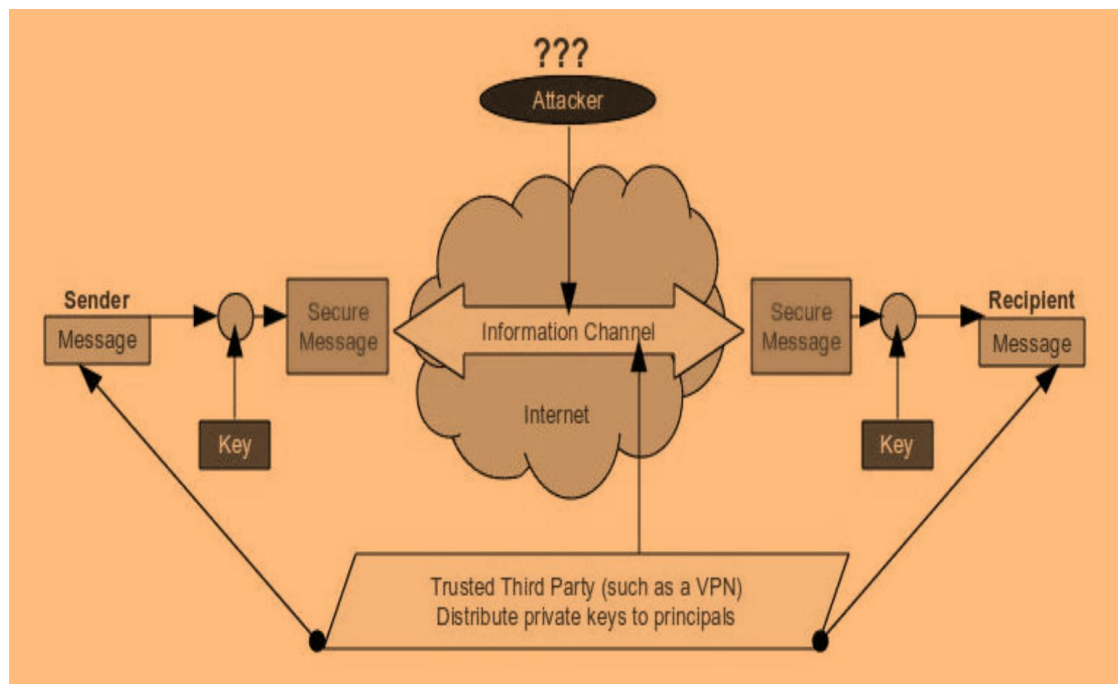 ???
Attacker
Sender
Message
Secure
Message
Information Channel
Secure
Message
Recipient
Message
Key
Internet
Key
Trusted Third Party (such as a VPN)
Distribute private keys to principals